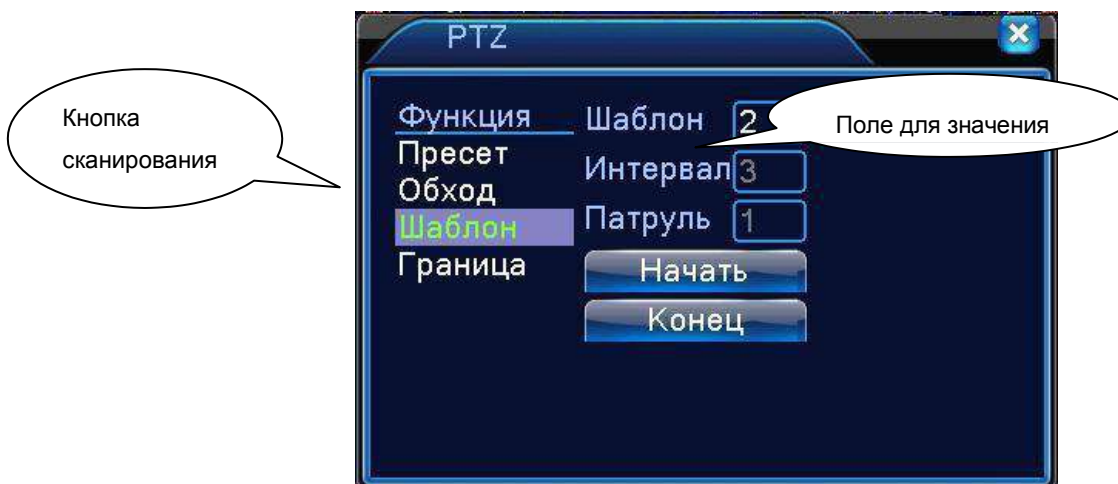 PTZ
Кнопка
сканирования
Функция
Пресет
Обход
Шаблон
Граница
Шаблон 2
Интервал 3
Патруль 1
Начать
Конец
Поле для значения